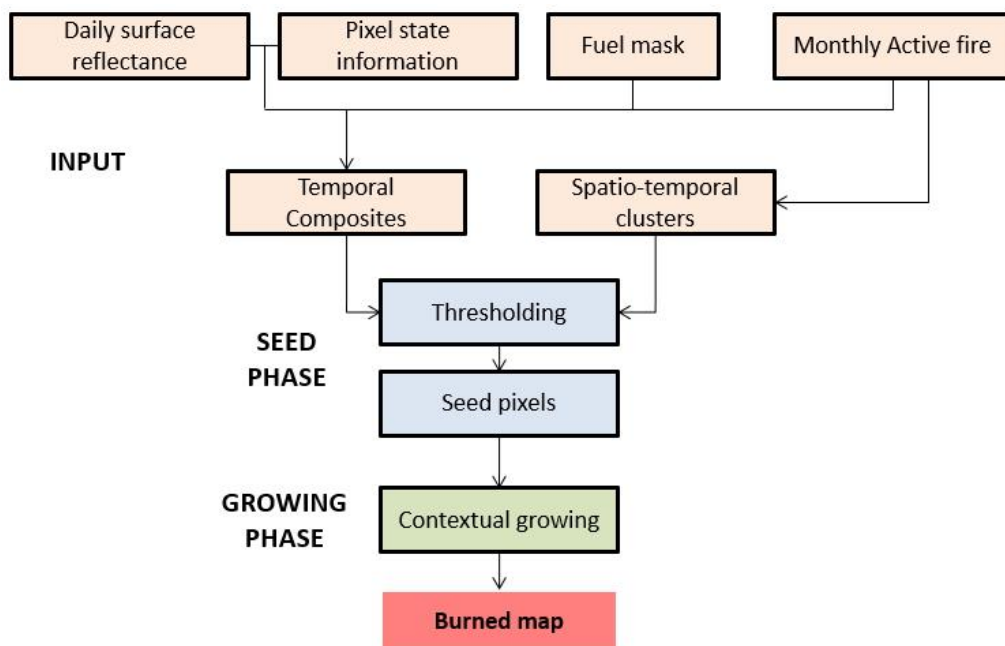 Daily surface
reflectance
Pixel state
information
Fuel mask
Monthly Active fire
INPUT
Temporal
Composites
Spatio-temporal
clusters
Thresholding
SEED
PHASE
Seed pixels
GROWING
PHASE
Contextual growing
Burned map